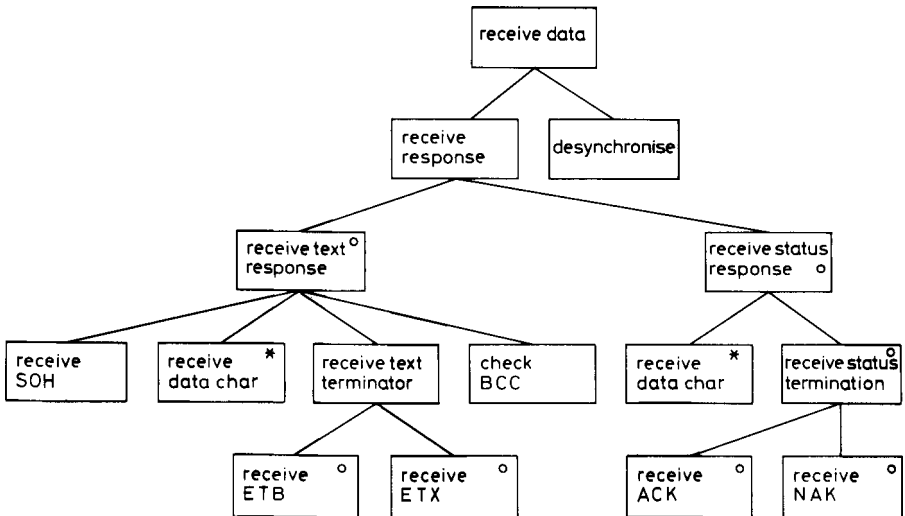 receive data
receive
response
desynchronise
receive text
response
receive status
response
receive
SOH
receive *
data char
receive text
terminator
check
BCC
receive *
data char
receive status
termination
receive
ETB
receive
ETX
receive
ACK
receive
NAK